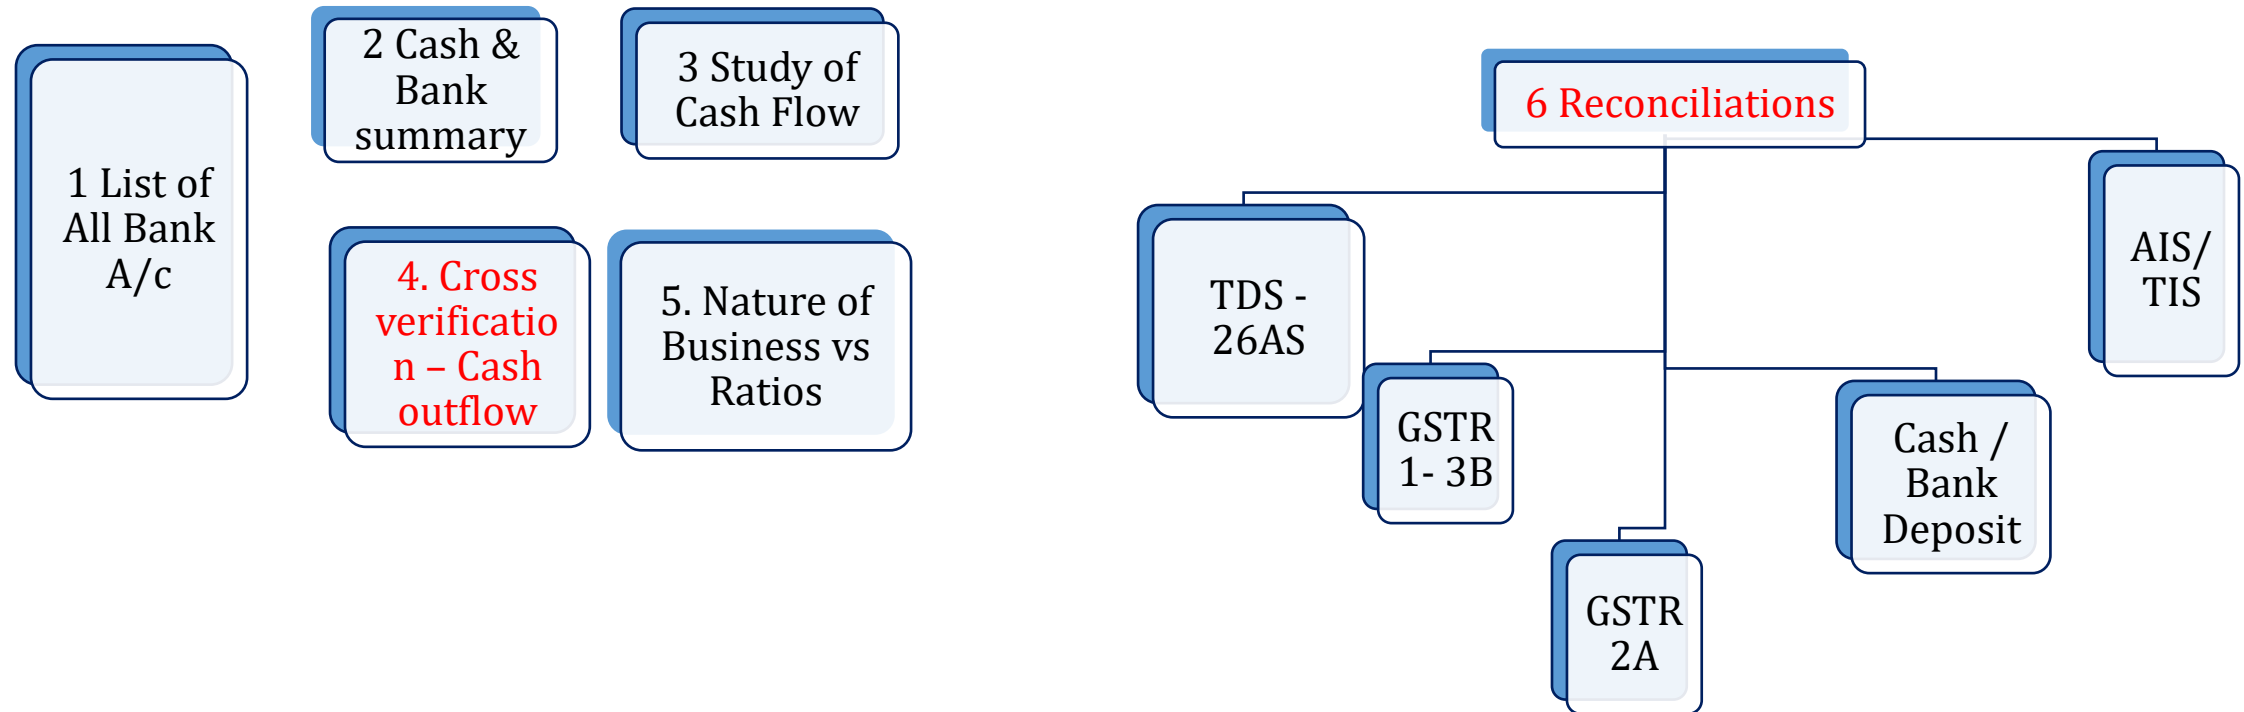 1 List of
All Bank
A/c
2 Cash &
Bank
summary
3 Study of
Cash Flow
4. Cross
verificatio
n – Cash
outflow
5. Nature of
Business vs
Ratios
6 Reconciliations
TDS -
26AS
GSTR
1- 3B
GSTR
2A
Cash /
Bank
Deposit
AIS/
TIS